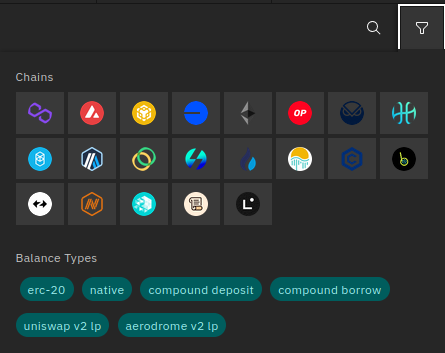 Chains
OP
Balance Types
erc-20 native compound deposit compound borrow
uniswap v2 lp aerodrome v2 lp